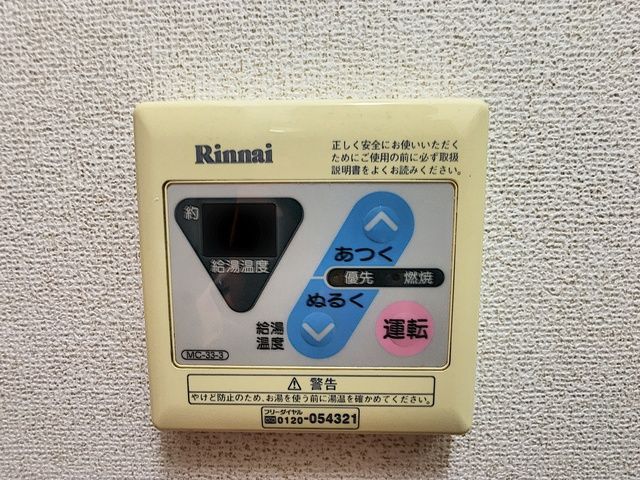 Rinnai
正しく安全にお使いいただく
ためにご使用の前に必ず取扱
説明書をよくお読みください。
約
給湯温度
あつく
優先 燃焼
ぬるく
給湯
温度
運転
MC-33-3
⚠ 警告
やけど防止のため、お湯を使う前に湯温を確かめてください。
フリーダイヤル
0120-054321